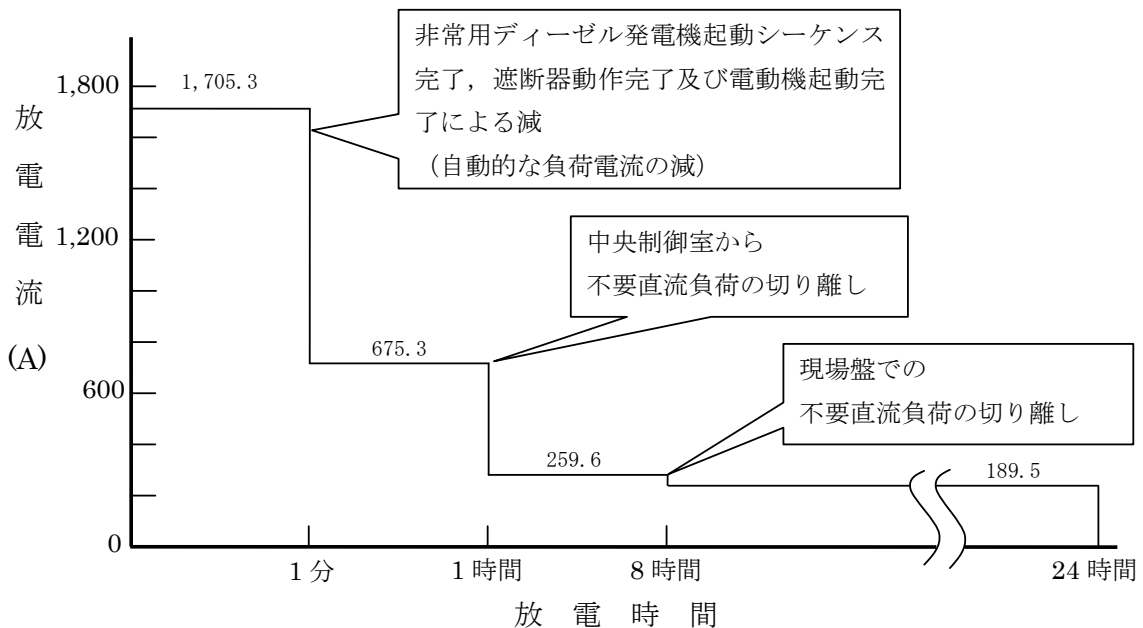 非常用ディーゼル発電機起動シーケンス
完了，遮断器動作完了及び電動機起動完
了による減
（自動的な負荷電流の減）
中央制御室から
不要直流負荷の切り離し
現場盤での
不要直流負荷の切り離し
放電電流
(A)
1,800
1,200
600
0
1,705.3
675.3
259.6
189.5
1分
1時間
8時間
24時間
放電時間